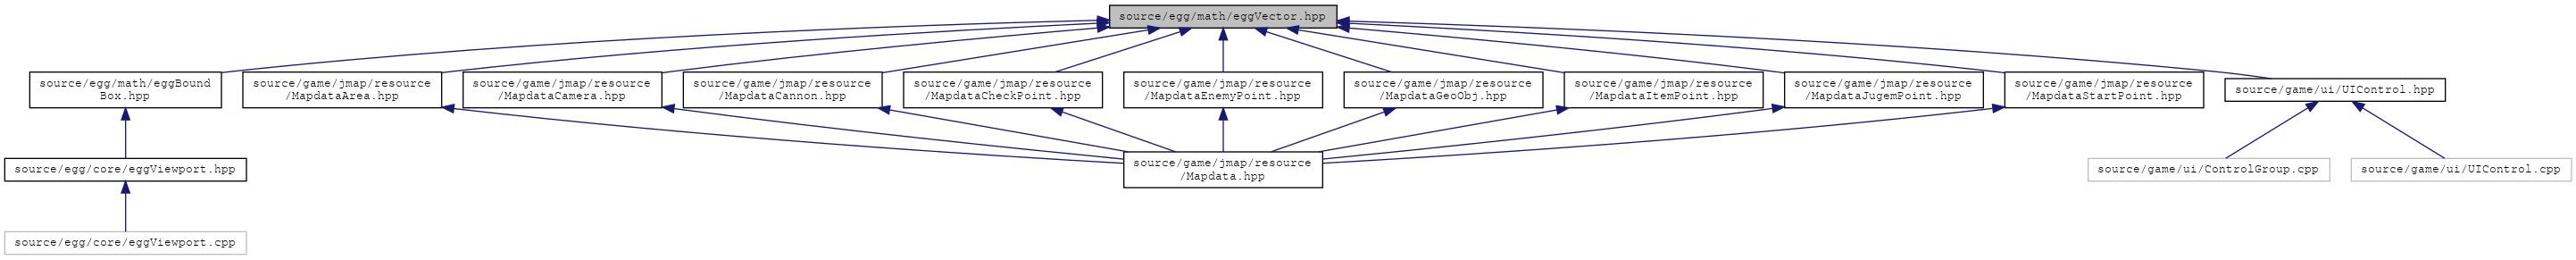 source/egg/math/eggVector.hpp
source/egg/math/eggBound
Box.hpp
source/game/jmap/resource
/MapdataArea.hpp
source/game/jmap/resource
/MapdataCamera.hpp
source/game/jmap/resource
/MapdataCannon.hpp
source/game/jmap/resource
/MapdataCheckPoint.hpp
source/game/jmap/resource
/MapdataEnemyPoint.hpp
source/game/jmap/resource
/MapdataGeoObj.hpp
source/game/jmap/resource
/MapdataItemPoint.hpp
source/game/jmap/resource
/MapdataJugemPoint.hpp
source/game/jmap/resource
/MapdataStartPoint.hpp
source/game/ui/UIControl.hpp
source/egg/core/eggViewport.hpp
source/game/jmap/resource
/Mapdata.hpp
source/game/ui/ControlGroup.cpp
source/game/ui/UIControl.cpp
source/egg/core/eggViewport.cpp